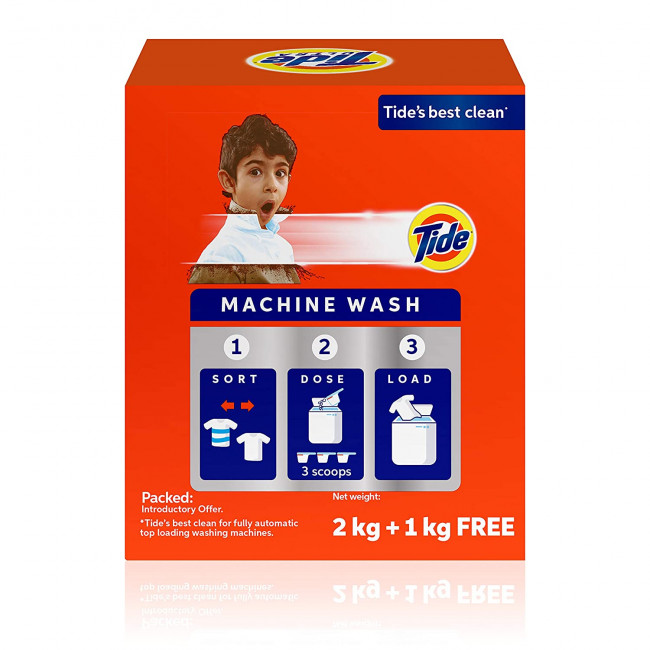 Tide
Tide's best clean*
Tide
MACHINE WASH
1
2
3
SORT
DOSE
LOAD
3 scoops
Packed:
Introductory Offer.
*Tide's best clean for fully automatic
top loading washing machines.
Net weight:
2 kg + 1 kg FREE